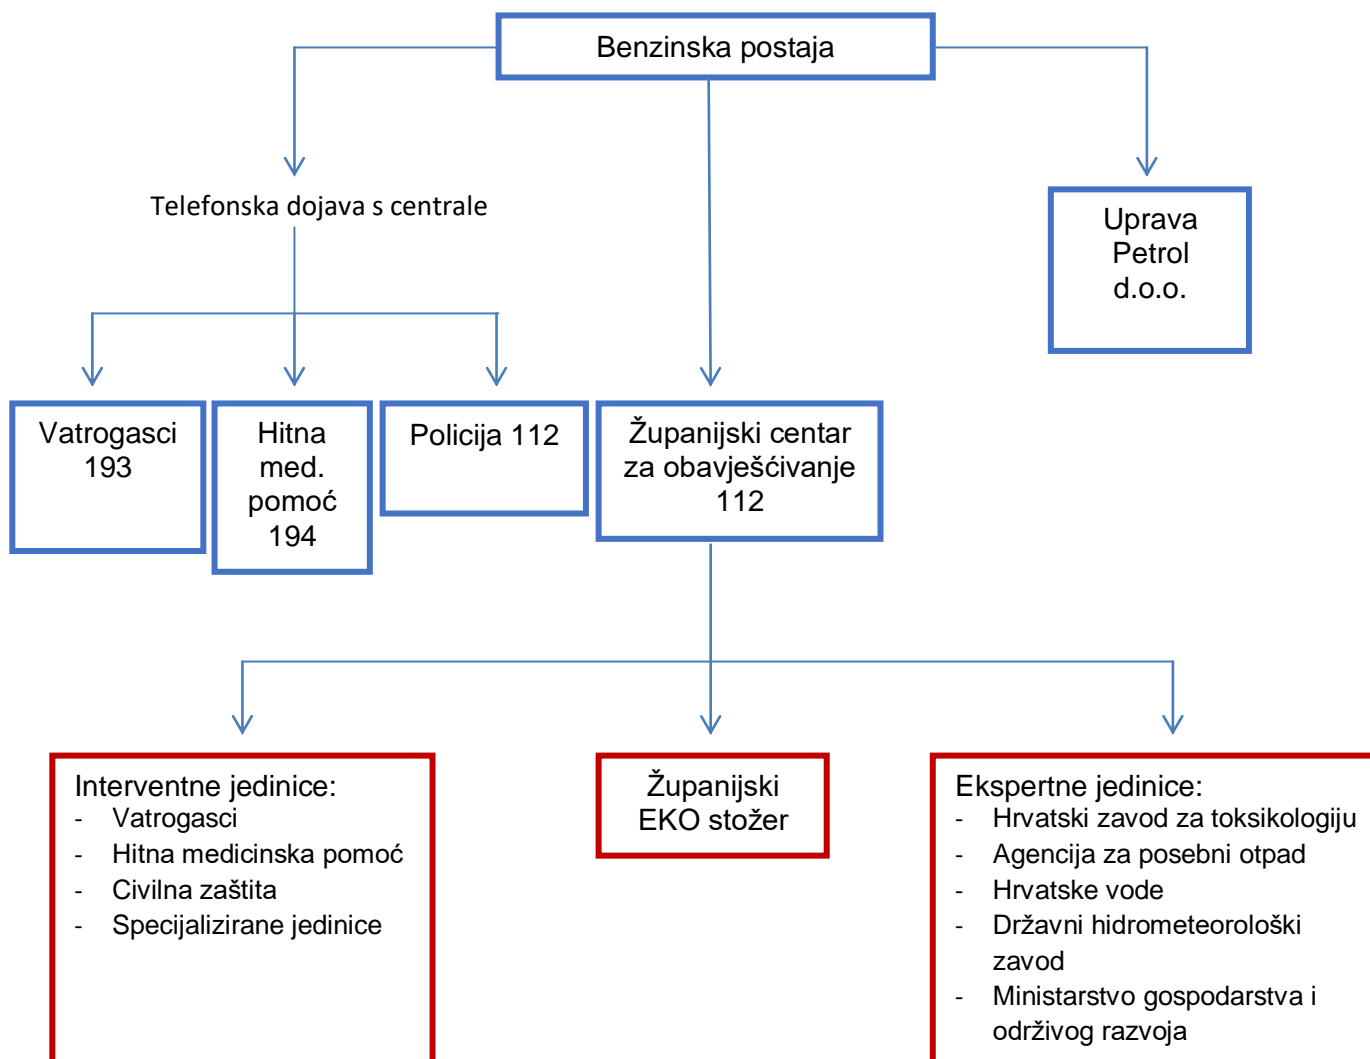 Benzinska postaja
Telefonska dojava s centrale
Uprava
Petrol
d.o.o.
Vatrogasci
193
Hitna
med.
pomoć
194
Policija 112
Županijski centar
za obavješćivanje
112
Interventne jedinice:
- Vatrogasci
- Hitna medicinska pomoć
- Civilna zaštita
- Specijalizirane jedinice
Županijski
EKO stožer
Ekspertne jedinice:
- Hrvatski zavod za toksikologiju
- Agencija za posebni otpad
- Hrvatske vode
- Državni hidrometeorološki
zavod
- Ministarstvo gospodarstva i
održivog razvoja